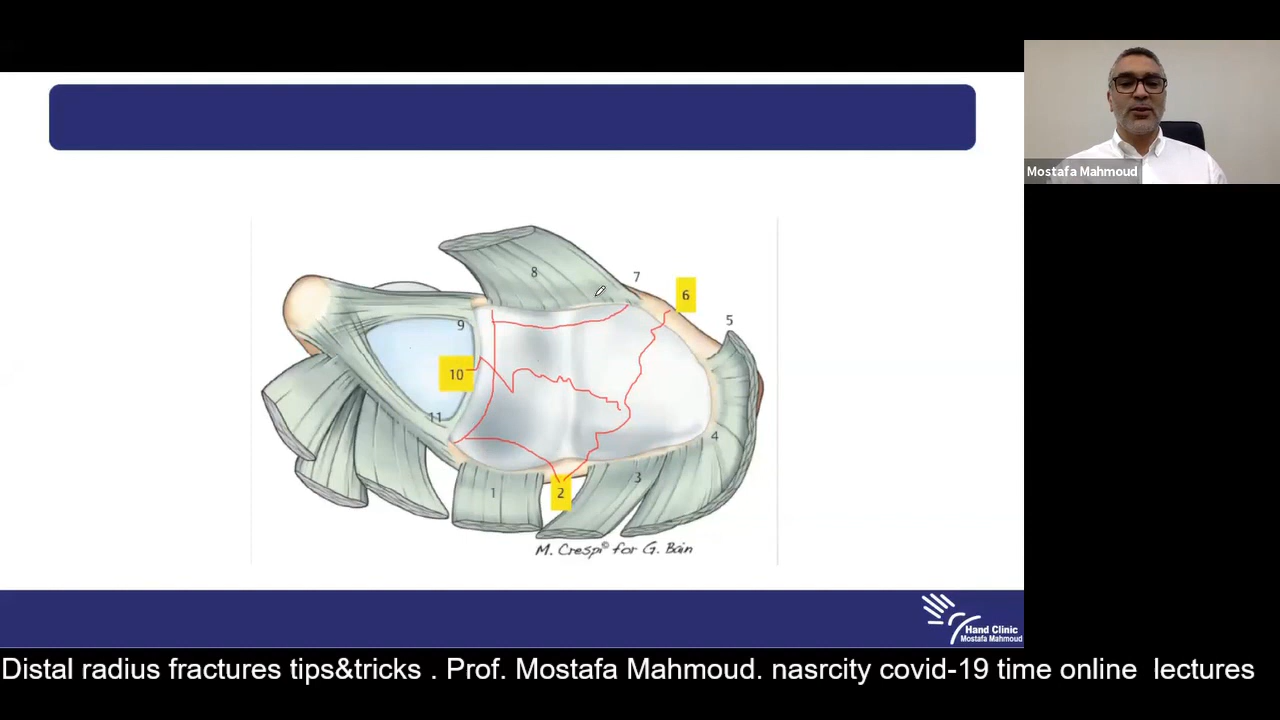 Mostafa Mahmoud
8
7
6
5
9
10
11
4
3
1
2
M. Crespi© for G. Bain
Hand Clinic
Mostafa Mahmoud
Distal radius fractures tips&tricks . Prof. Mostafa Mahmoud. nasrcity covid-19 time online lectures